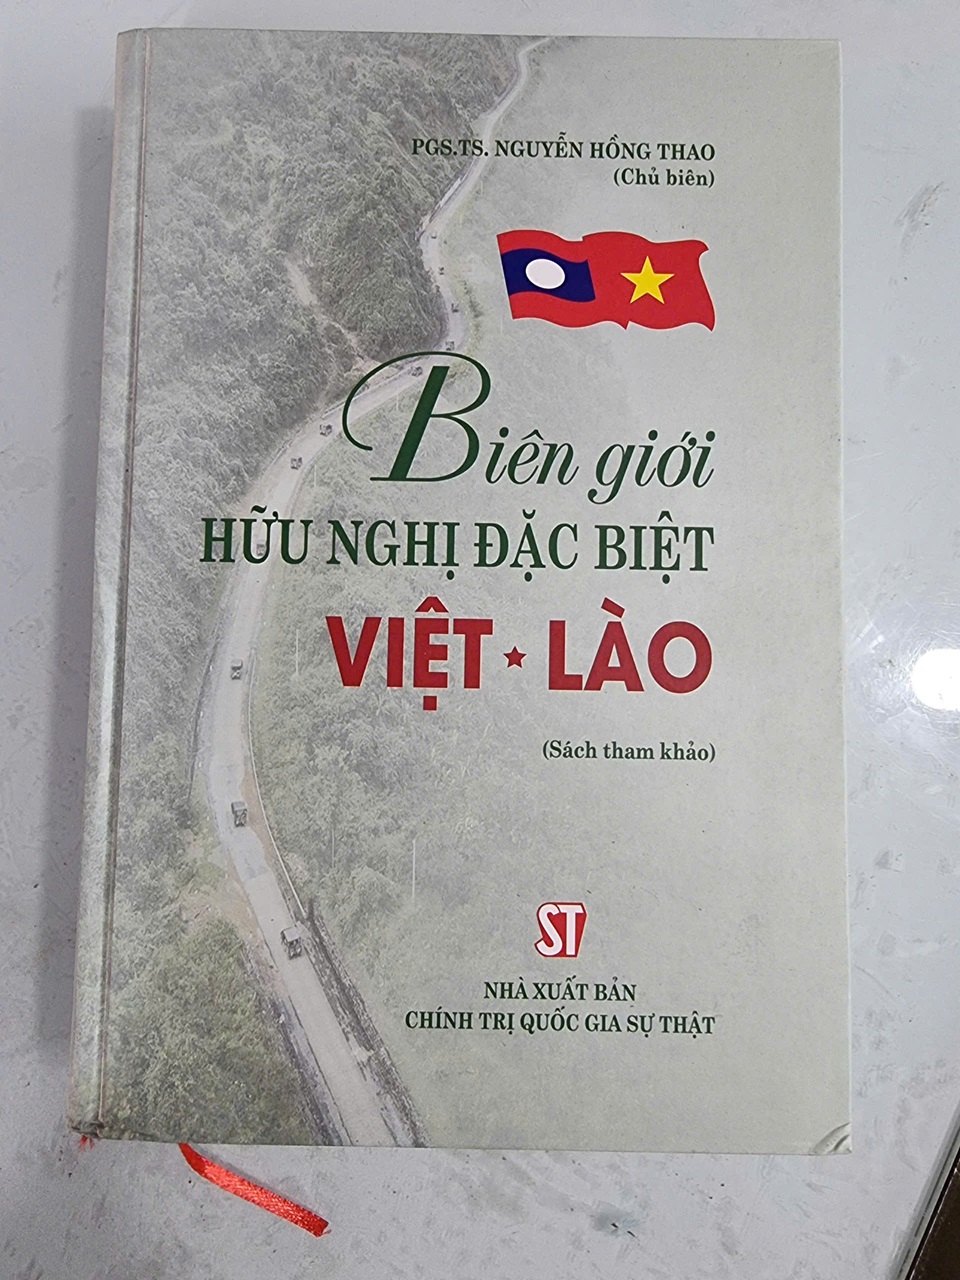 PGS.TS. NGUYỄN HỒNG THAO
(Chủ biên)
Biên giới
HỮU NGHỊ ĐẶC BIỆT
VIỆT ★ LÀO
(Sách tham khảo)
ST
NHÀ XUẤT BẢN
CHÍNH TRỊ QUỐC GIA SỰ THẬT